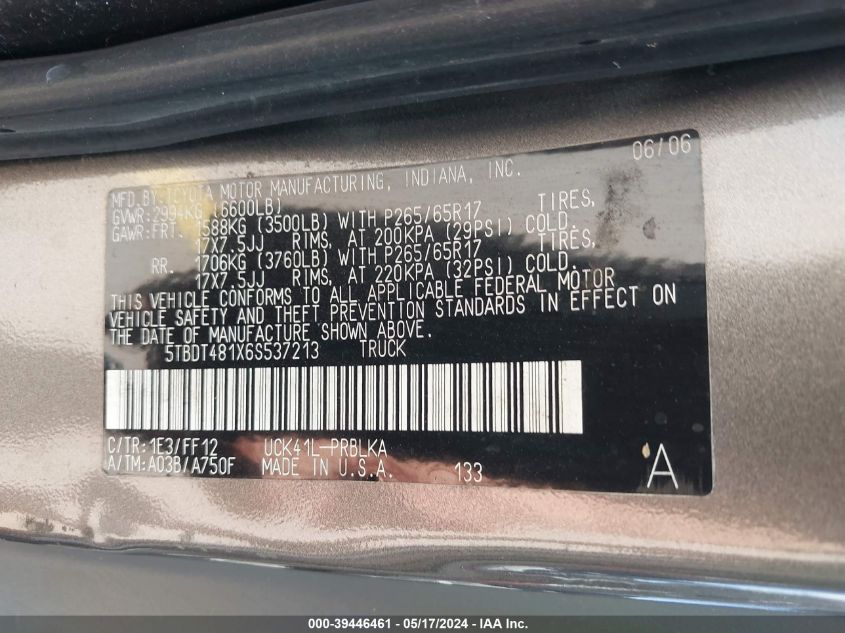 06/06
MFD.BY:TOYOTA MOTOR MANUFACTURING, INDIANA, INC.
GVWR:2994KG (6600LB)
GAWR:FRT. 1588KG (3500LB) WITH P265/65R17 TIRES,
17X7.5JJ RIMS, AT 200KPA (29PSI) COLD.
RR. 1706KG (3760LB) WITH P265/65R17 TIRES,
17X7.5JJ RIMS, AT 220KPA (32PSI) COLD.
THIS VEHICLE CONFORMS TO ALL APPLICABLE FEDERAL MOTOR
VEHICLE SAFETY AND THEFT PREVENTION STANDARDS IN EFFECT ON
THE DATE OF MANUFACTURE SHOWN ABOVE.
5TBDT481X6S537213 TRUCK
C/TR:1E3/FF12 UCK41L-PRBLKA
A/TM:A03B/A750F MADE IN U.S.A. 133 A
000-39446461 - 05/17/2024 - IAA Inc.